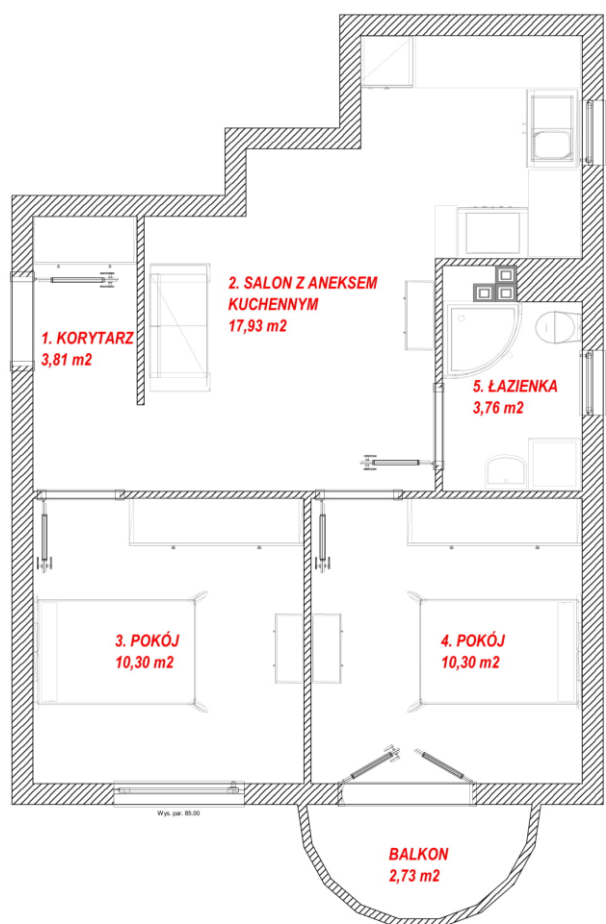 2. SALON Z ANEKSEM
KUCHENNYM
17,93 m2
1. KORYTARZ
3,81 m2
5. ŁAZIENKA
3,76 m2
3. POKÓJ
10,30 m2
4. POKÓJ
10,30 m2
Wys. par. 85.00
BALKON
2,73 m2